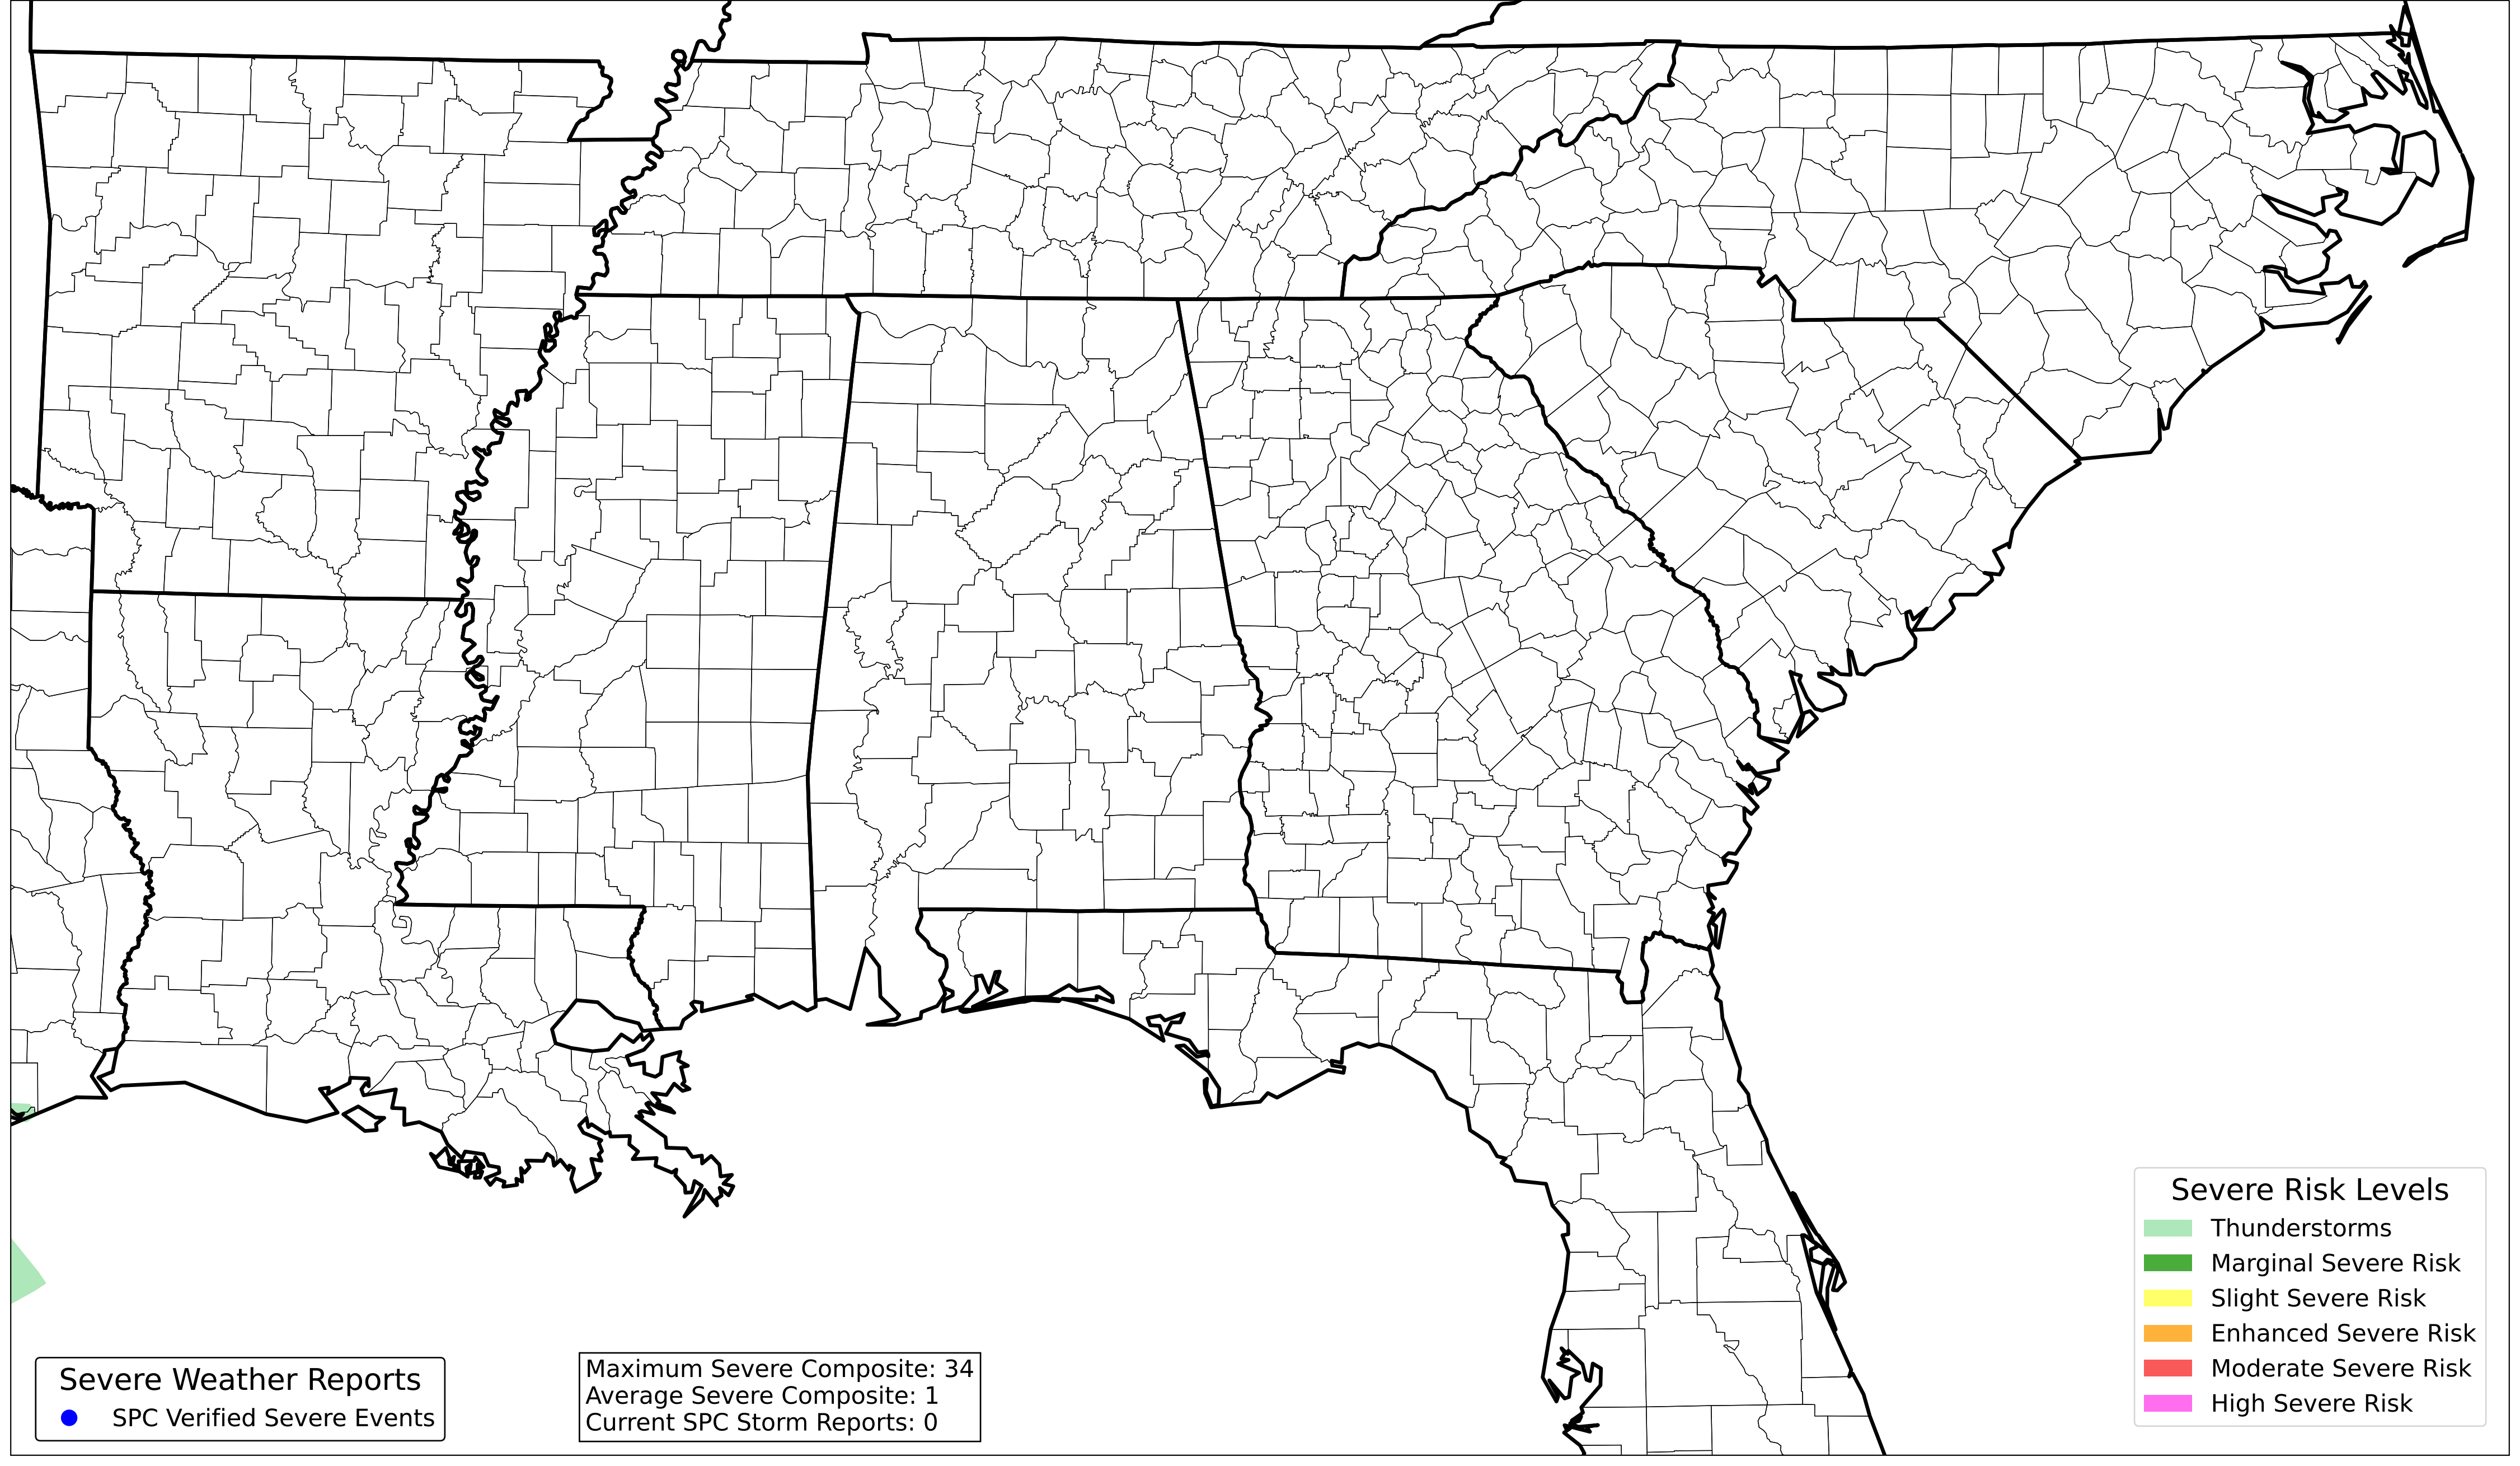 Severe Risk Levels
Thunderstorms
Marginal Severe Risk
Slight Severe Risk
Enhanced Severe Risk
Moderate Severe Risk
High Severe Risk
Severe Weather Reports
SPC Verified Severe Events
Maximum Severe Composite: 34
Average Severe Composite: 1
Current SPC Storm Reports: 0